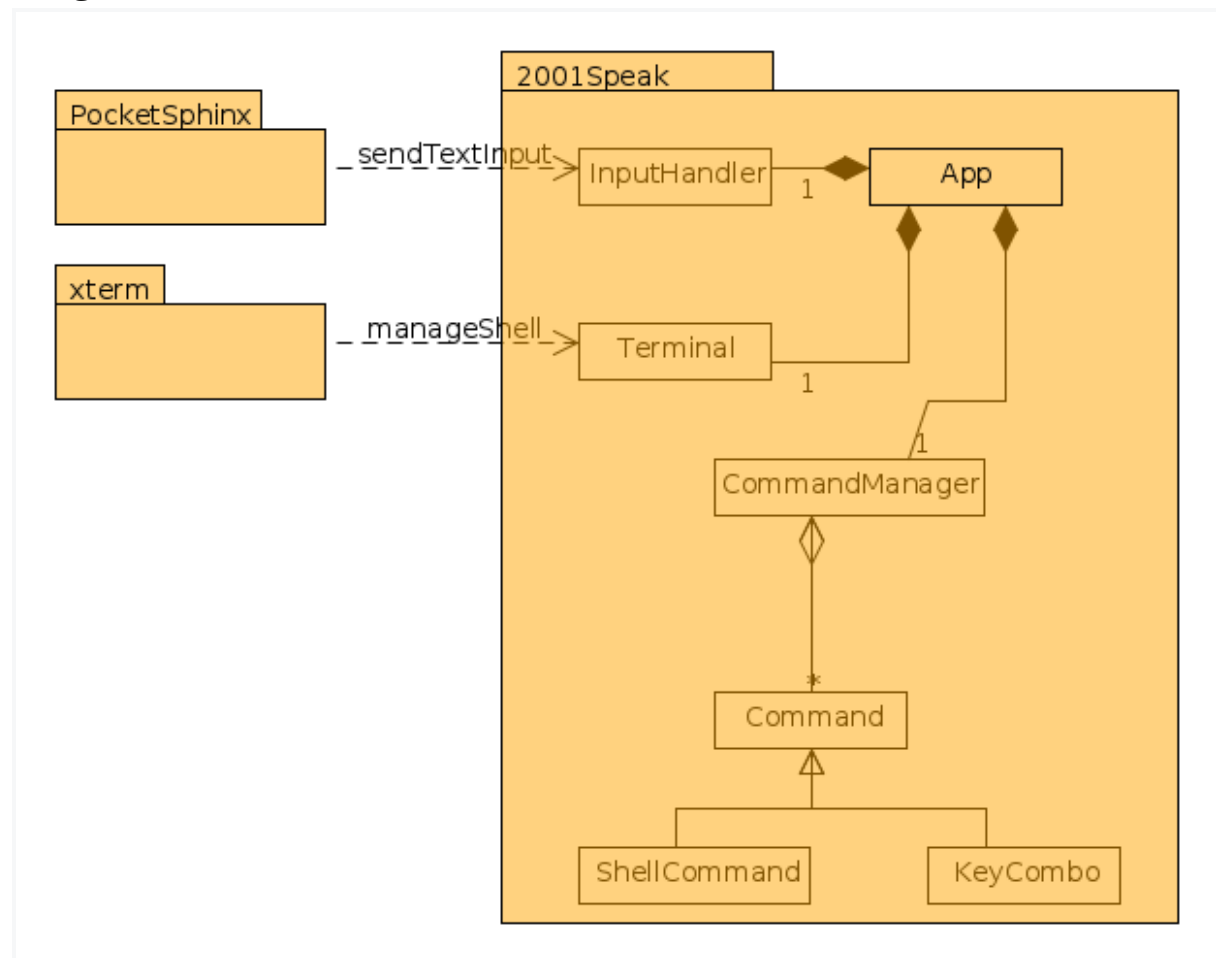 2001Speak
PocketSphinx
sendTextInput
InputHandler
1
App
xterm
manageShell
Terminal
1
1
CommandManager
*
Command
ShellCommand
KeyCombo